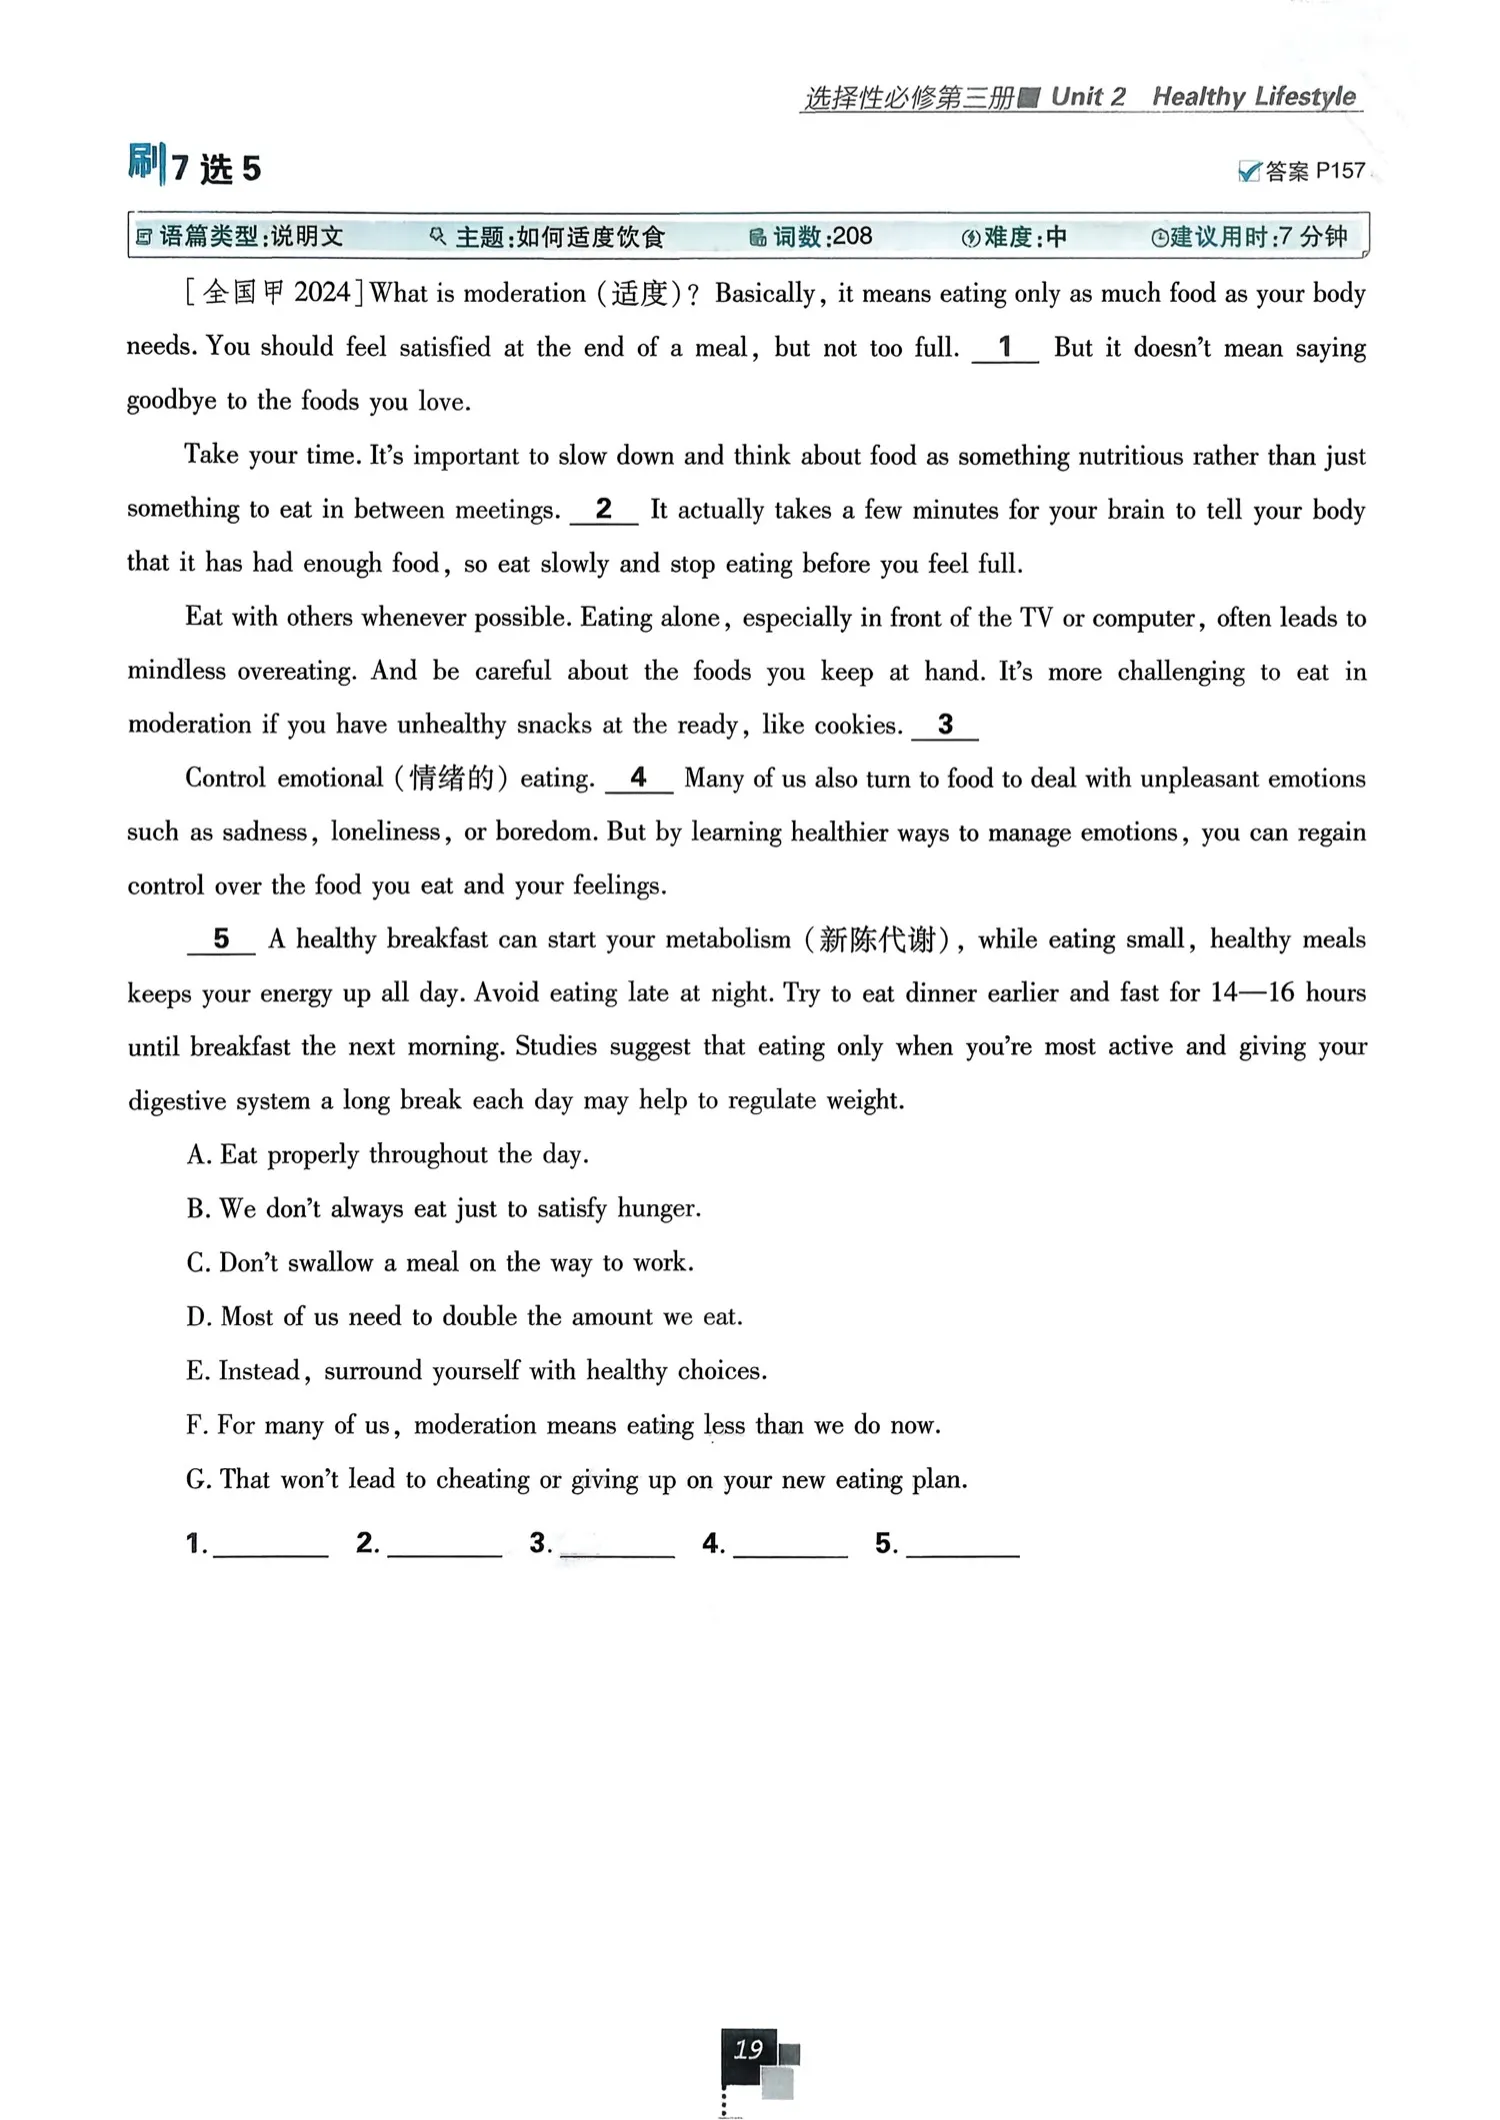 选择性必修第三册 Unit 2 Healthy Lifestyle
刷7选5
答案 P157
语篇类型:说明文 主题:如何适度饮食 词数:208 难度:中 建议用时:7 分钟
[全国甲 2024]What is moderation (适度)? Basically, it means eating only as much food as your body
needs. You should feel satisfied at the end of a meal, but not too full. 1 But it doesn't mean saying
goodbye to the foods you love.
Take your time. It's important to slow down and think about food as something nutritious rather than just
something to eat in between meetings. 2 It actually takes a few minutes for your brain to tell your body
that it has had enough food, so eat slowly and stop eating before you feel full.
Eat with others whenever possible. Eating alone, especially in front of the TV or computer, often leads to
mindless overeating. And be careful about the foods you keep at hand. It's more challenging to eat in
moderation if you have unhealthy snacks at the ready, like cookies. 3
Control emotional (情绪的) eating. 4 Many of us also turn to food to deal with unpleasant emotions
such as sadness, loneliness, or boredom. But by learning healthier ways to manage emotions, you can regain
control over the food you eat and your feelings.
5 A healthy breakfast can start your metabolism (新陈代谢), while eating small, healthy meals
keeps your energy up all day. Avoid eating late at night. Try to eat dinner earlier and fast for 14—16 hours
until breakfast the next morning. Studies suggest that eating only when you're most active and giving your
digestive system a long break each day may help to regulate weight.
A. Eat properly throughout the day.
B. We don't always eat just to satisfy hunger.
C. Don't swallow a meal on the way to work.
D. Most of us need to double the amount we eat.
E. Instead, surround yourself with healthy choices.
F. For many of us, moderation means eating less than we do now.
G. That won't lead to cheating or giving up on your new eating plan.
1. 2. 3. 4. 5.
19